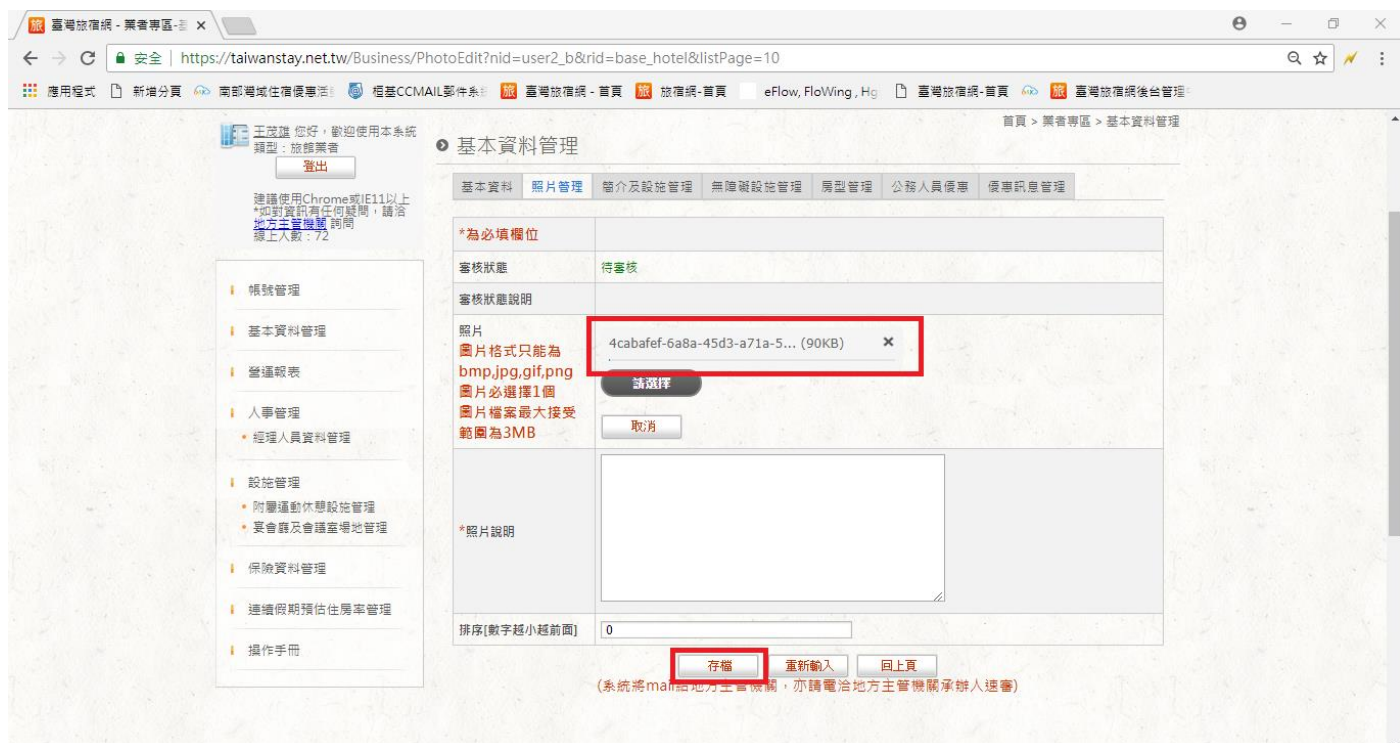 旅 臺灣旅宿網 - 業者專區-基
安全 | https://taiwanstay.net.tw/Business/PhotoEdit?nid=user2_b&rid=base_hotel&listPage=10
應用程式 新增分頁 南部灣域住宿優惠活 桓基CCMAIL郵件系 旅 臺灣旅宿網 - 首頁 旅 旅宿網-首頁 eFlow, FloWing , Hg 臺灣旅宿網-首頁 旅 臺灣旅宿網後台管理
王茂雄 您好，歡迎使用本系統
類型：旅館業者
登出
建議使用Chrome或IE11以上
*如對資訊有任何疑問，請洽
地方主管機關 詢問
線上人數：72
帳號管理
基本資料管理
營運報表
人事管理
經理人員資料管理
設施管理
附屬運動休憩設施管理
宴會廳及會議室場地管理
保險資料管理
連續假期預估住房率管理
操作手冊
首頁 > 業者專區 > 基本資料管理
基本資料管理
基本資料 照片管理 簡介及設施管理 無障礙設施管理 房型管理 公務人員優惠 優惠訊息管理
*為必填欄位
審核狀態 待審核
審核狀態說明
照片
圖片格式只能為
bmp,jpg,gif,png
圖片必選擇1個
圖片檔案最大接受
範圍為3MB
4cabafef-6a8a-45d3-a71a-5... (90KB)
請選擇
取消
*照片說明
排序[數字越小越前面] 0
存檔 重新輸入 回上頁
(系統將mail給地方主管機關，亦請電洽地方主管機關承辦人速審)